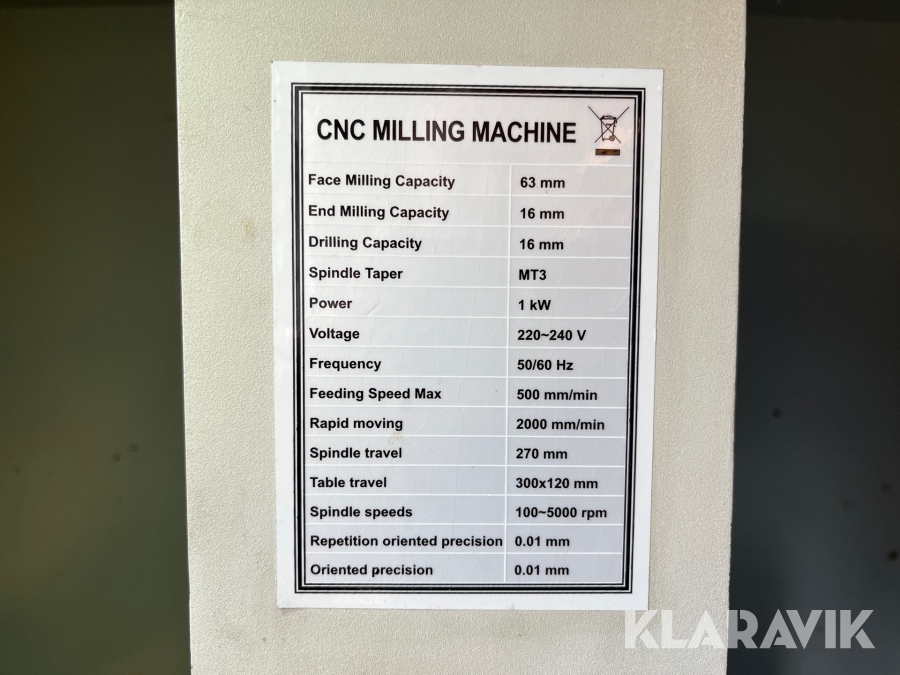 CNC MILLING MACHINE
Face Milling Capacity 63 mm
End Milling Capacity 16 mm
Drilling Capacity 16 mm
Spindle Taper MT3
Power 1 kW
Voltage 220~240 V
Frequency 50/60 Hz
Feeding Speed Max 500 mm/min
Rapid moving 2000 mm/min
Spindle travel 270 mm
Table travel 300x120 mm
Spindle speeds 100~5000 rpm
Repetition oriented precision 0.01 mm
Oriented precision 0.01 mm
KLARAVIK